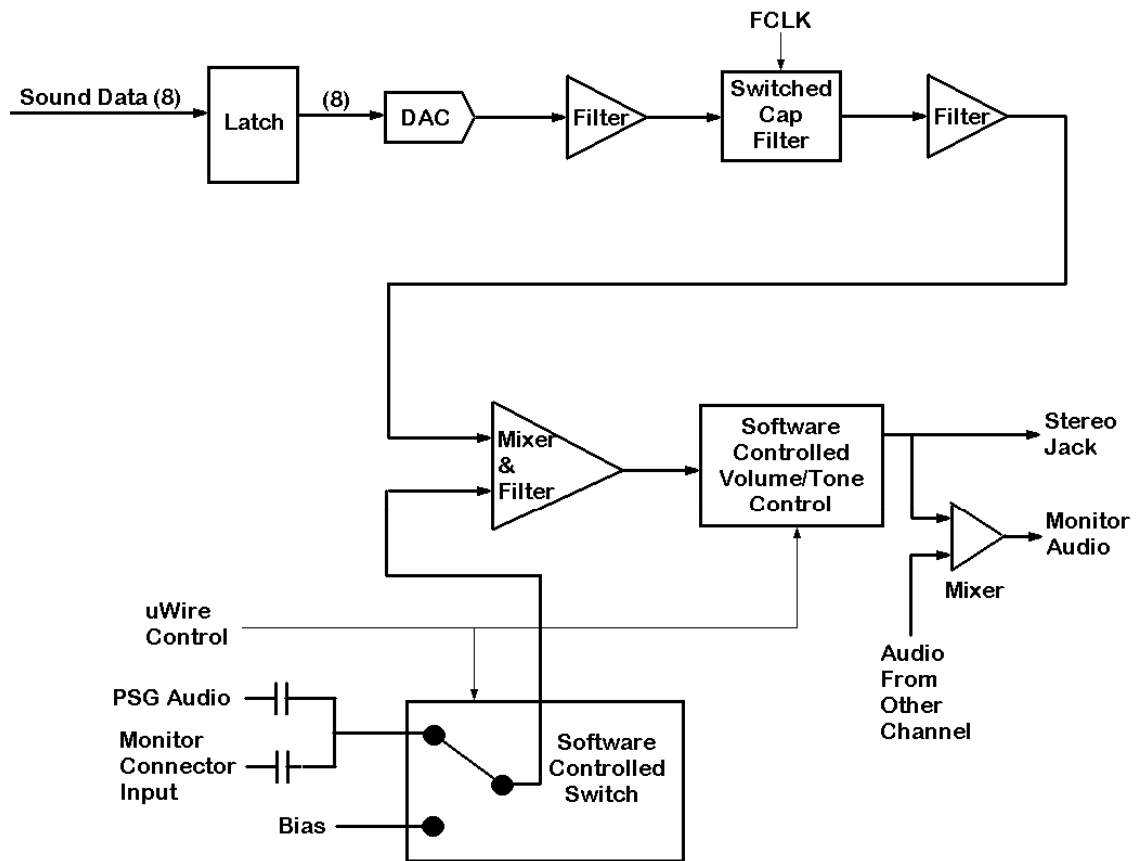 FCLK
Sound Data (8)
Latch
(8)
DAC
Filter
Switched
Cap
Filter
Filter
Mixer
&
Filter
Software
Controlled
Volume/Tone
Control
Stereo
Jack
Monitor
Audio
Mixer
Audio
From
Other
Channel
uWire
Control
PSG Audio
Monitor
Connector
Input
Bias
Software
Controlled
Switch